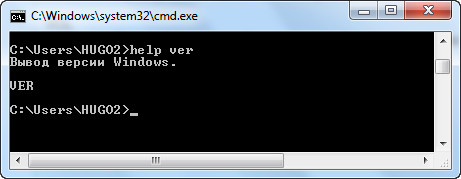 C:\Windows\system32\cmd.exe
C:\Users\HUGO2>help ver
Вывод версии Windows.
VER
C:\Users\HUGO2>_